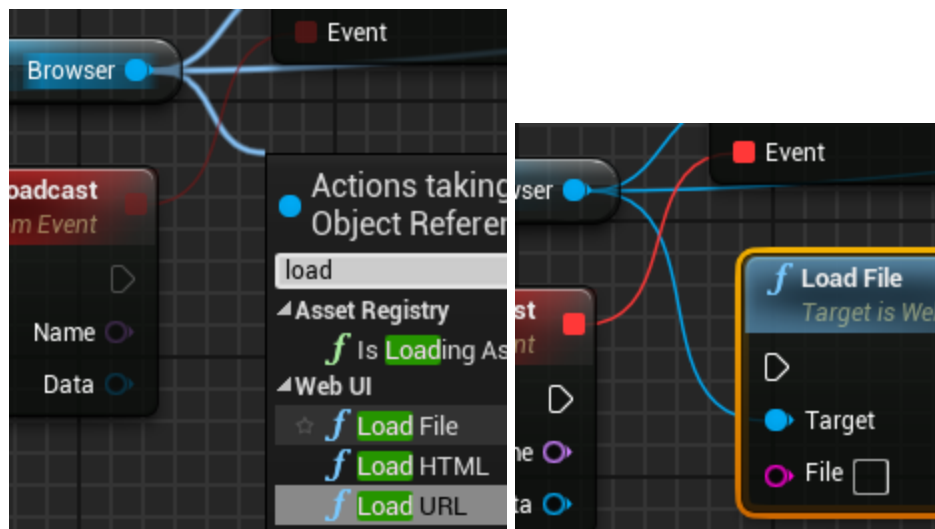 Event
Browser
oadcast
m Event
Name
Data
Actions taking
Object Referen
load
Asset Registry
f Is Loading As
Web UI
f Load File
f Load HTML
f Load URL
Event
wser
st
nt
ne
ta
f Load File
Target is We
Target
File